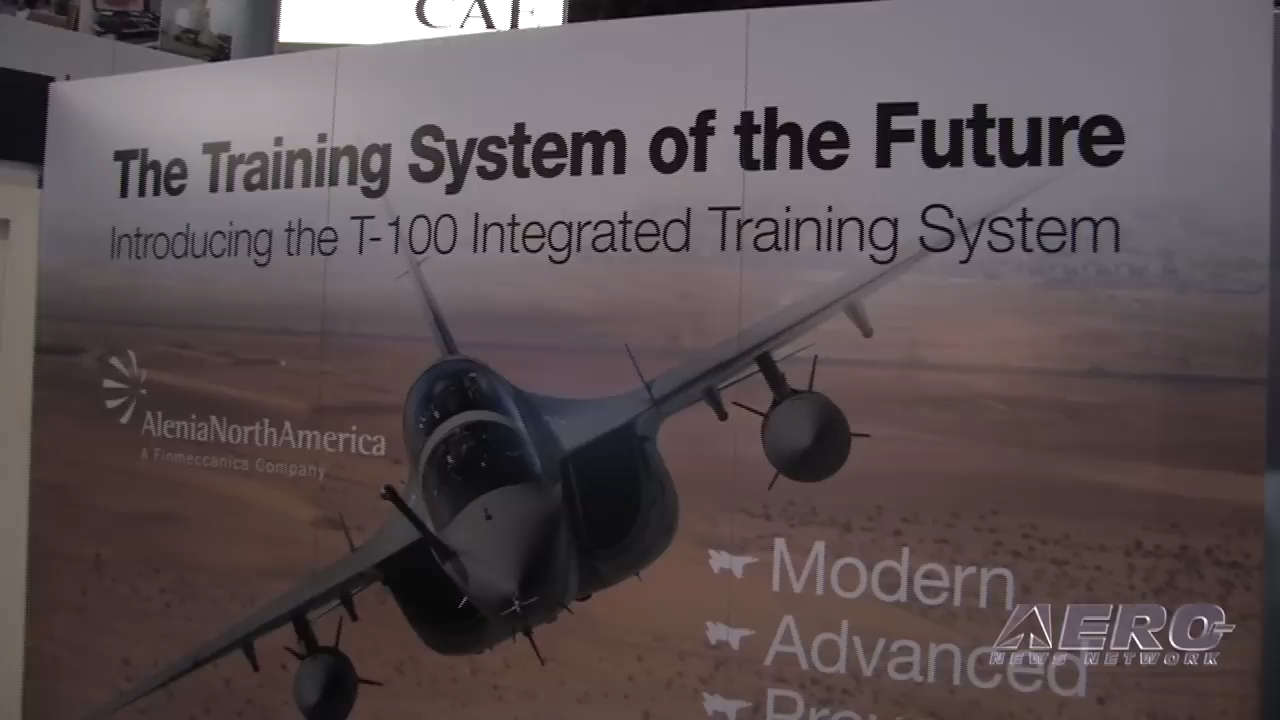 CAE
The Training System of the Future
Introducing the T-100 Integrated Training System
AleniaNorthAmerica
A Finmeccanica Company
Modern
Advanced
AERO
NEWS NETWORK